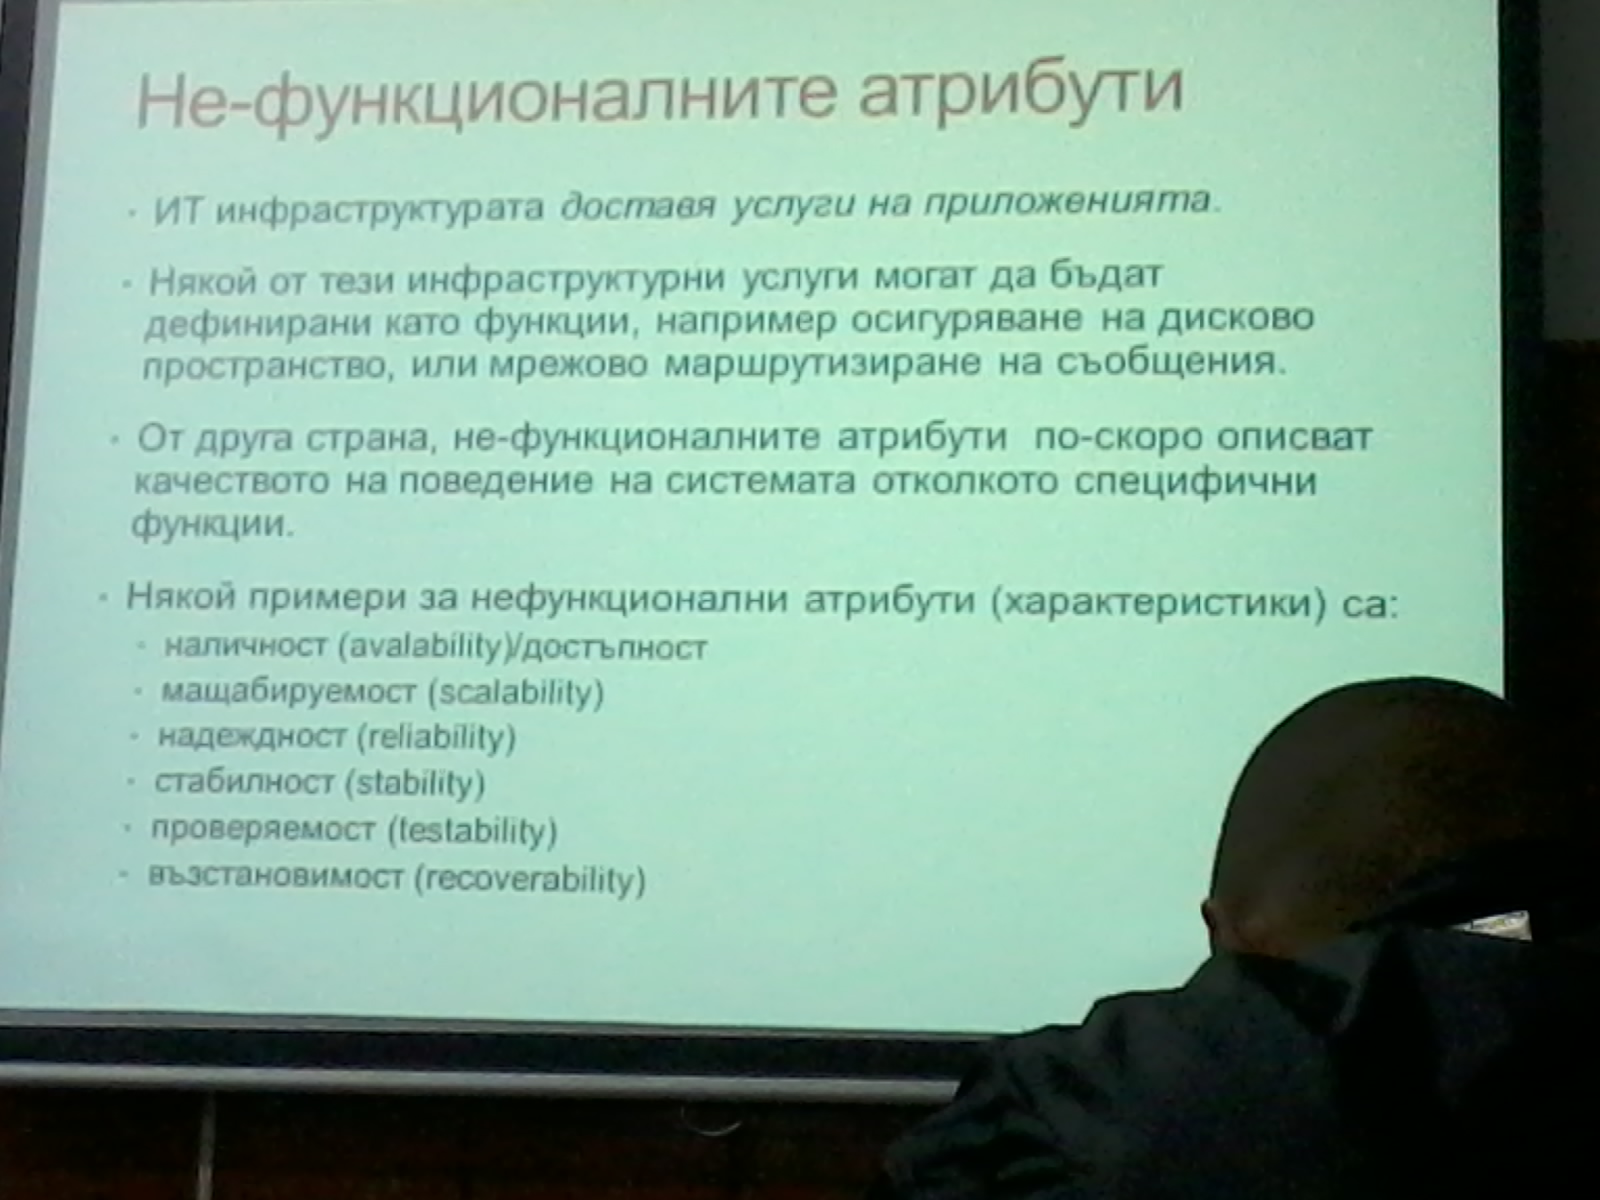 Не-функционалните атрибути
ИТ инфраструктурата доставя услуги на приложенията.
Някой от тези инфраструктурни услуги могат да бъдат
дефинирани като функции, например осигуряване на дисково
пространство, или мрежово маршрутизиране на съобщения.
От друга страна, не-функционалните атрибути по-скоро описват
качеството на поведение на системата отколкото специфични
функции.
Някой примери за нефункционални атрибути (характеристики) са:
наличност (avalability)/достъпност
мащабируемост (scalability)
надеждност (reliability)
стабилност (stability)
проверяемост (testability)
възстановимост (recoverability)